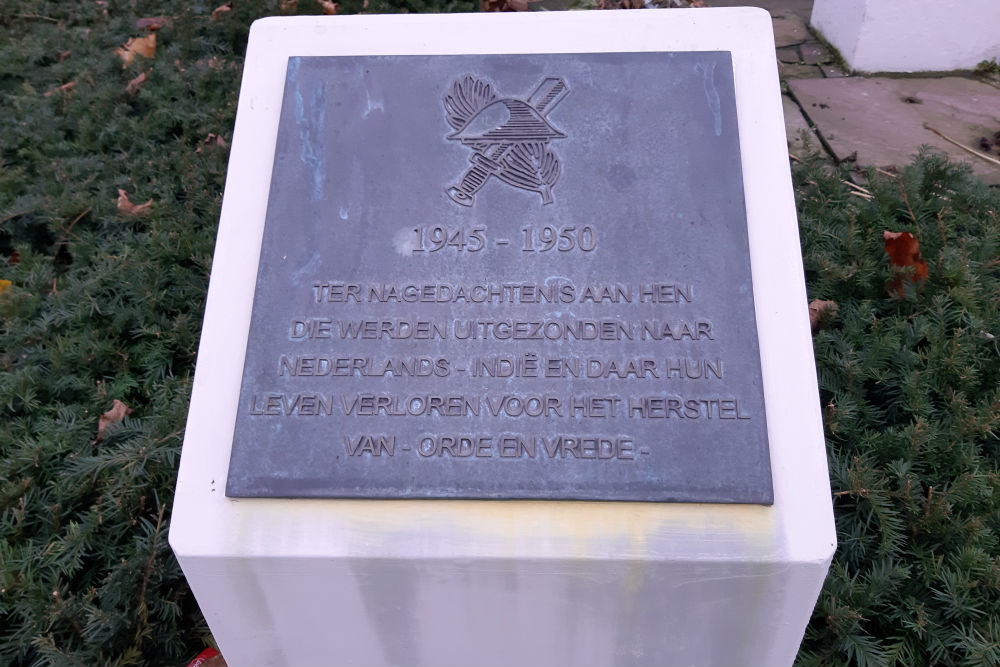 1945 - 1950
TER NAGEDACHTENIS AAN HEN
DIE WERDEN UITGEZONDEN NAAR
NEDERLANDS - INDIË EN DAAR HUN
LEVEN VERLOREN VOOR HET HERSTEL
VAN - ORDE EN VREDE -